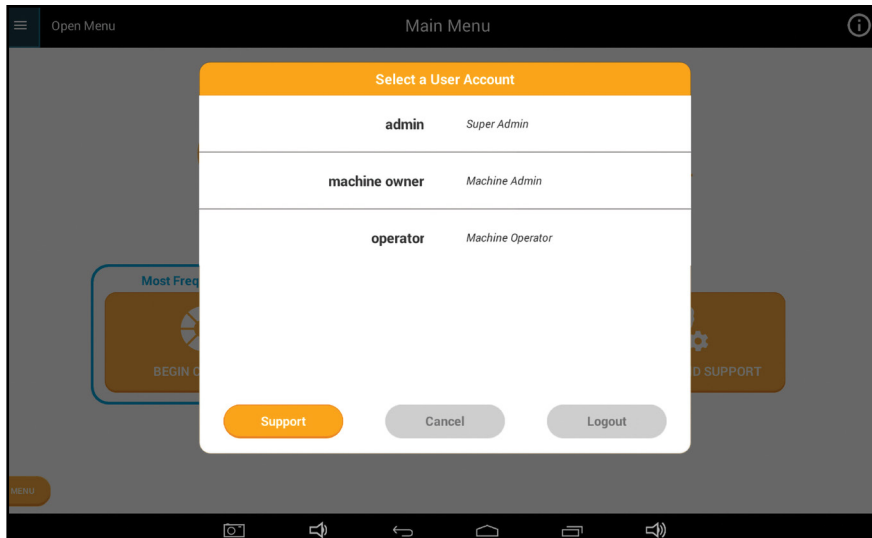 Open Menu
Main Menu
Select a User Account
admin Super Admin
machine owner Machine Admin
operator Machine Operator
Most Freq
BEGIN C
D SUPPORT
Support Cancel Logout
MENU